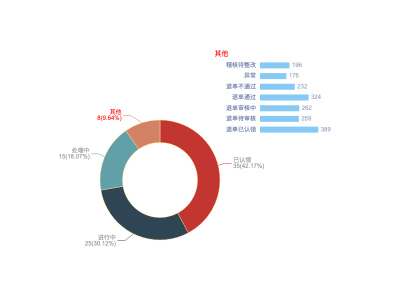 其他
稽核待整改 196
异常 176
退单不通过 232
退单通过 324
退单审核中 262
退单待审核 259
退单已认领 389
其他
8(9.64%)
处理中
15(18.07%)
已认领
35(42.17%)
进行中
25(30.12%)